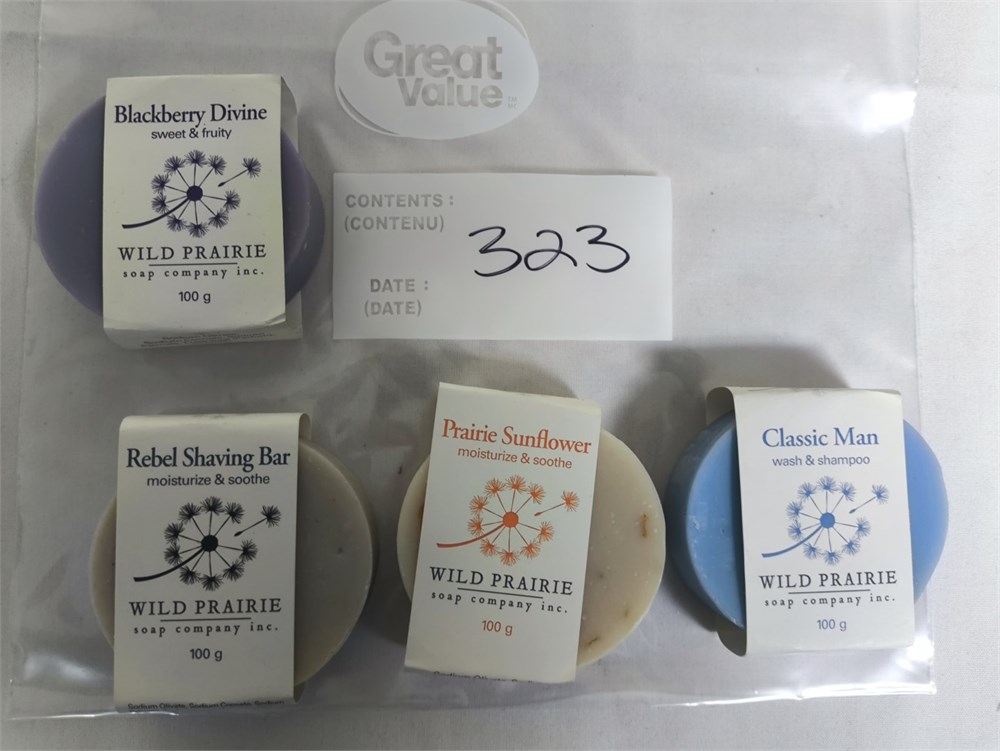 Great
Value
CONTENTS :
(CONTENU)
323
DATE :
(DATE)
Blackberry Divine
sweet & fruity
WILD PRAIRIE
soap company inc.
100 g
Rebel Shaving Bar
moisturize & soothe
WILD PRAIRIE
soap company inc.
100 g
Prairie Sunflower
moisturize & soothe
WILD PRAIRIE
soap company inc.
100 g
Classic Man
wash & shampoo
WILD PRAIRIE
soap company inc.
100 g